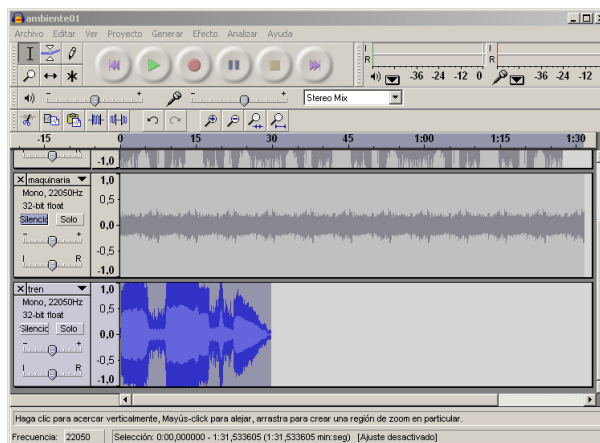 ambiente01
Archivo Editar Ver Proyecto Generar Efecto Analizar Ayuda
I
R
-36 -24 -12 0
I
R
-36 -24 -12
- +
- +
Stereo Mix
-15 0 15 30 45 1:00 1:15 1:30
-1,0
maquinaria
Mono, 22050Hz
32-bit float
Silencio Solo
- +
I R
1,0
0,5
0,0
-0,5
-1,0
tren
Mono, 22050Hz
32-bit float
Silencio Solo
- +
I R
1,0
0,5
0,0
-0,5
-1,0
Haga clic para acercar verticalmente, Mayús-click para alejar, arrastra para crear una región de zoom en particular.
Frecuencia: 22050 Selección: 0:00,000000 - 1:31,533605 (1:31,533605 min:seg) [Ajuste desactivado]